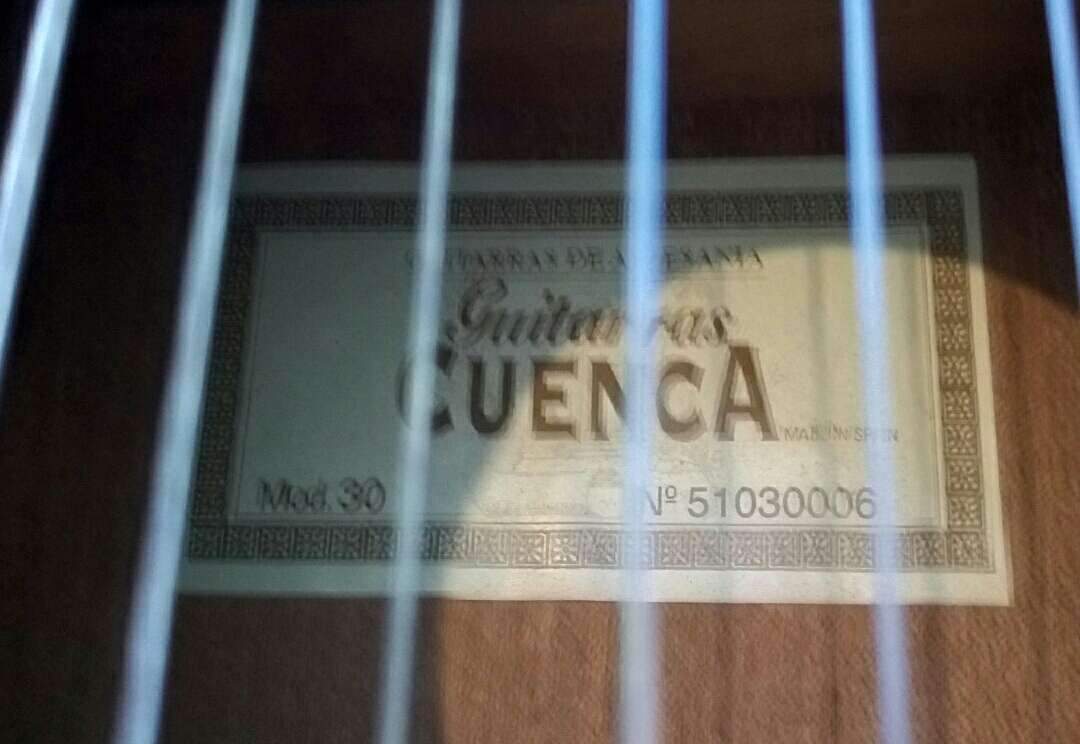 GUITARRAS DE ARTESANIA
Guitarras
CUENCA
MADE IN SPAIN
Mod. 30
Nº 51030006